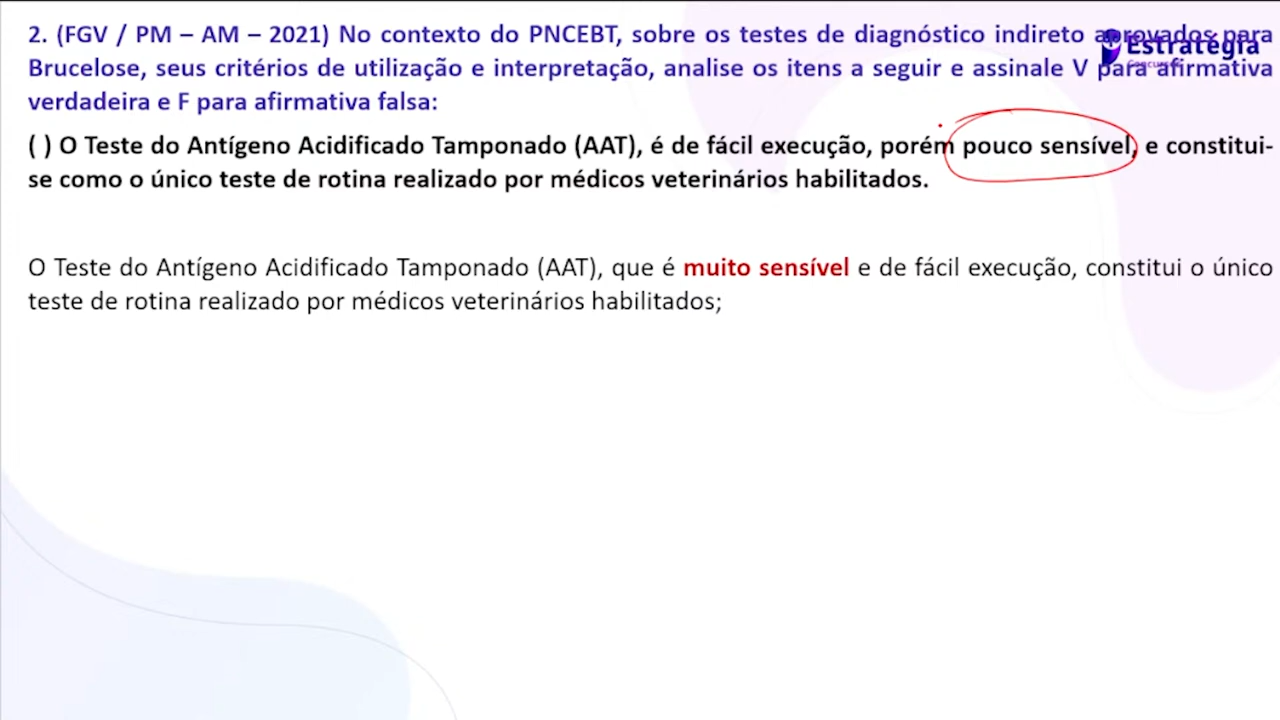 2. (FGV / PM – AM – 2021) No contexto do PNCEBT, sobre os testes de diagnóstico indireto aprovados para
Brucelose, seus critérios de utilização e interpretação, analise os itens a seguir e assinale V para afirmativa
verdadeira e F para afirmativa falsa:
Estratégia
Concursos
( ) O Teste do Antígeno Acidificado Tamponado (AAT), é de fácil execução, porém pouco sensível, e constitui-
se como o único teste de rotina realizado por médicos veterinários habilitados.
O Teste do Antígeno Acidificado Tamponado (AAT), que é muito sensível e de fácil execução, constitui o único
teste de rotina realizado por médicos veterinários habilitados;